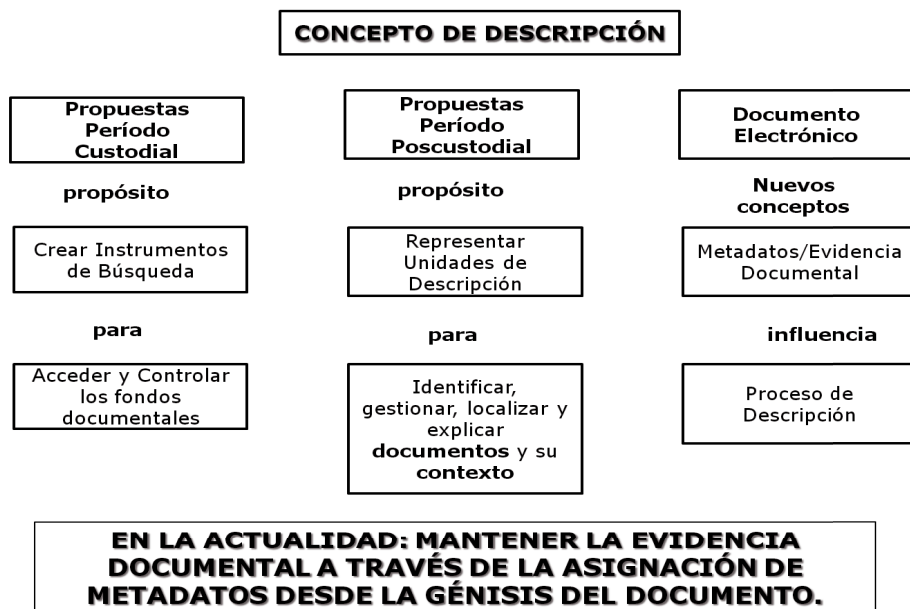 CONCEPTO DE DESCRIPCIÓN
Propuestas
Período
Custodial
propósito
Crear Instrumentos
de Búsqueda
para
Acceder y Controlar
los fondos
documentales
Propuestas
Período
Poscustodial
propósito
Representar
Unidades de
Descripción
para
Identificar,
gestionar, localizar y
explicar
documentos y su
contexto
Documento
Electrónico
Nuevos
conceptos
Metadatos/Evidencia
Documental
influencia
Proceso de
Descripción
EN LA ACTUALIDAD: MANTENER LA EVIDENCIA
DOCUMENTAL A TRAVÉS DE LA ASIGNACIÓN DE
METADATOS DESDE LA GÉNISIS DEL DOCUMENTO.